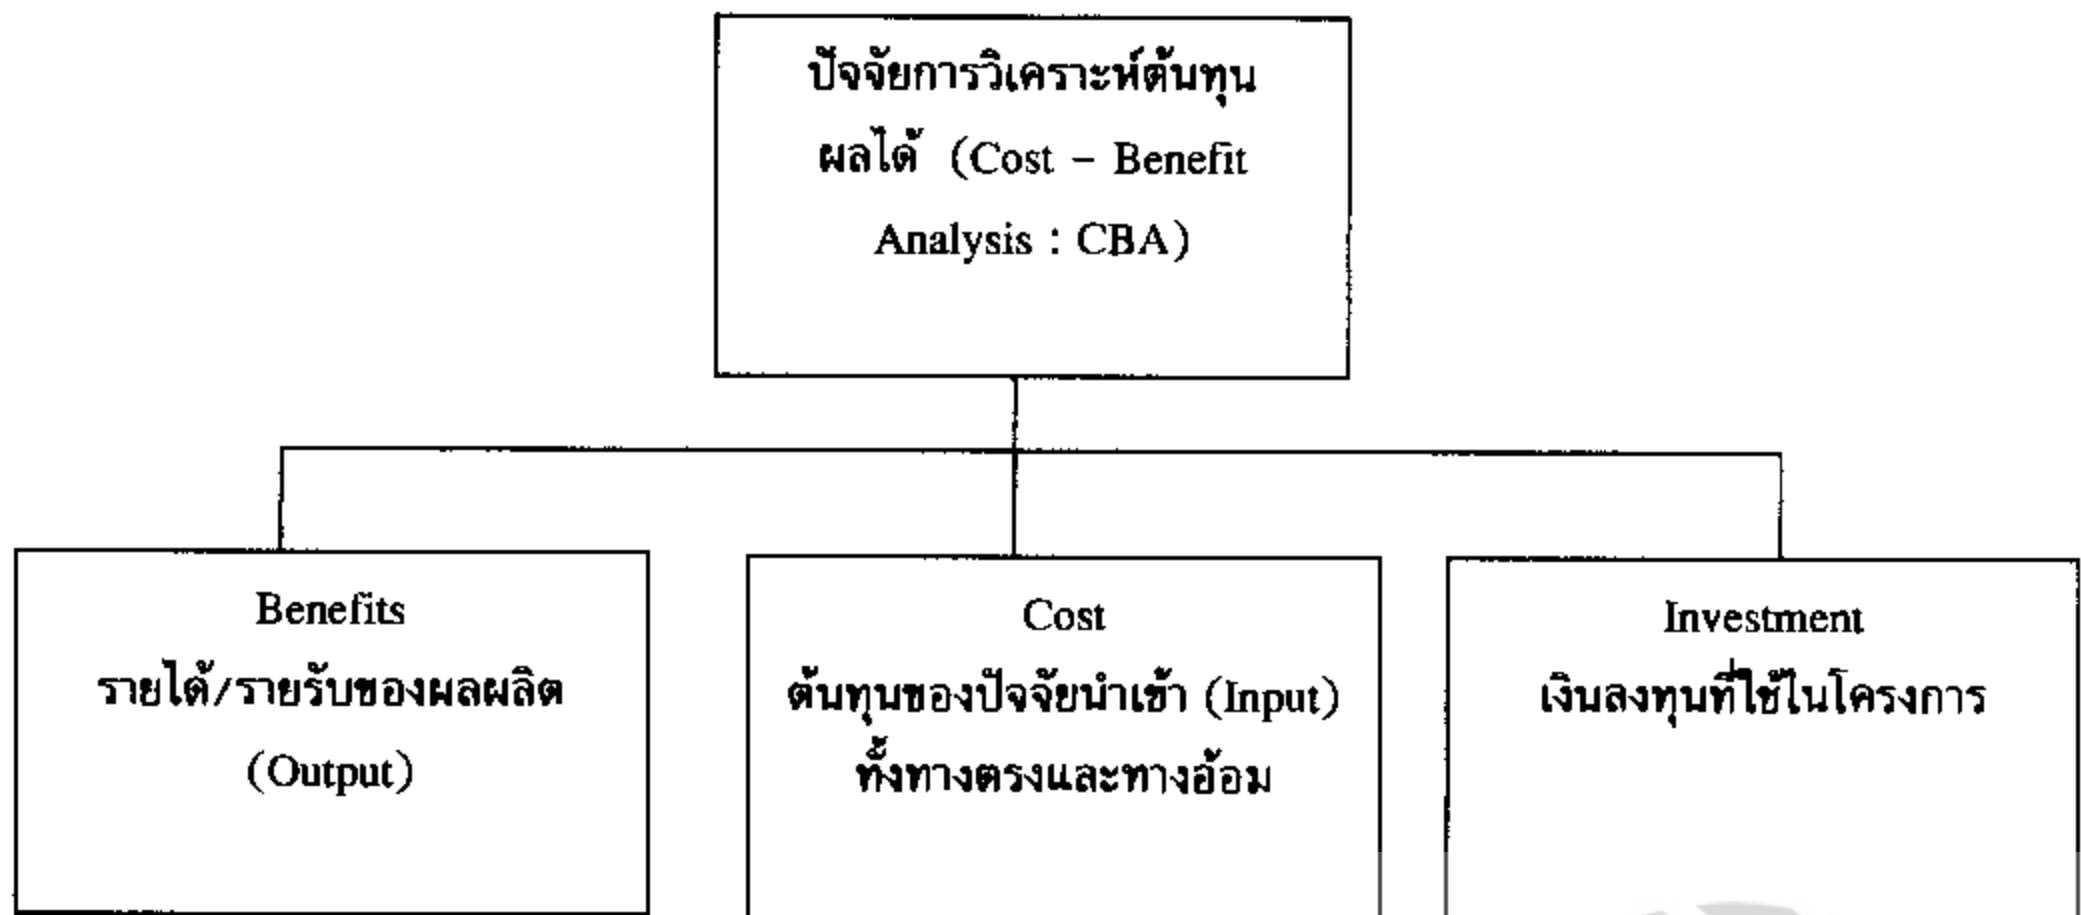 ปัจจัยการวิเคราะห์ต้นทุน
ผลได้ (Cost – Benefit
Analysis : CBA)
Benefits
รายได้/รายรับของผลผลิต
(Output)
Cost
ต้นทุนของปัจจัยนำเข้า (Input)
ทั้งทางตรงและทางอ้อม
Investment
เงินลงทุนที่ใช้ในโครงการ